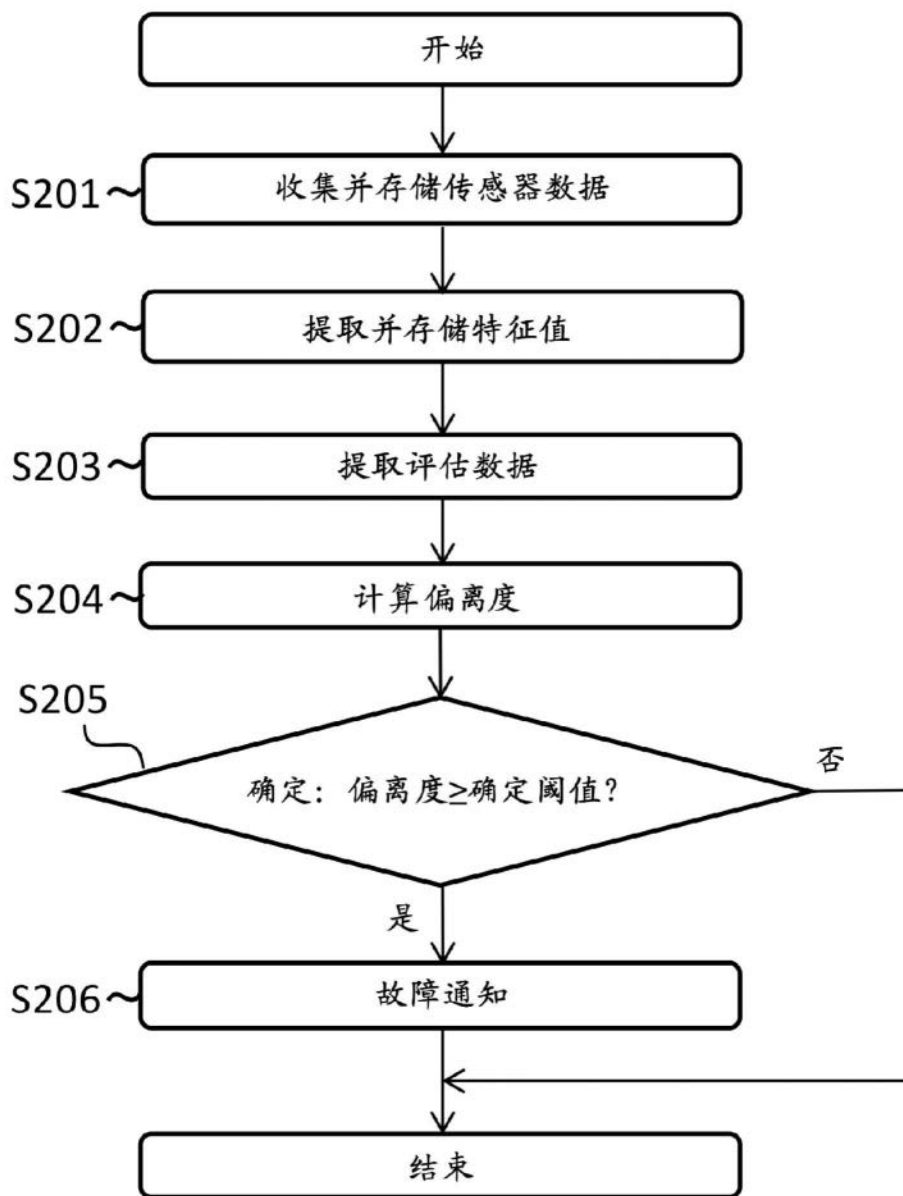 开始
S201
收集并存储传感器数据
S202
提取并存储特征值
S203
提取评估数据
S204
计算偏离度
S205
确定：偏离度≥确定阈值？
否
是
S206
故障通知
结束